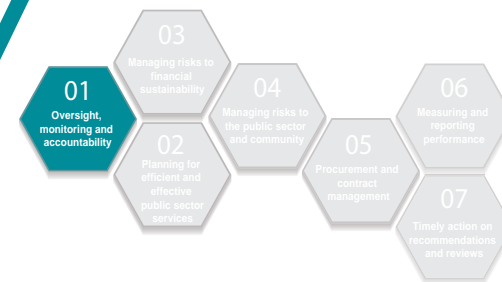 01
Oversight,
monitoring and
accountability
02
Planning for
efficient and
effective
public sector
services
03
Managing risks to
financial
sustainability
04
Managing risks to
the public sector
and community
05
Procurement and
contract
management
06
Measuring and
reporting
performance
07
Timely action on
recommendations
and reviews